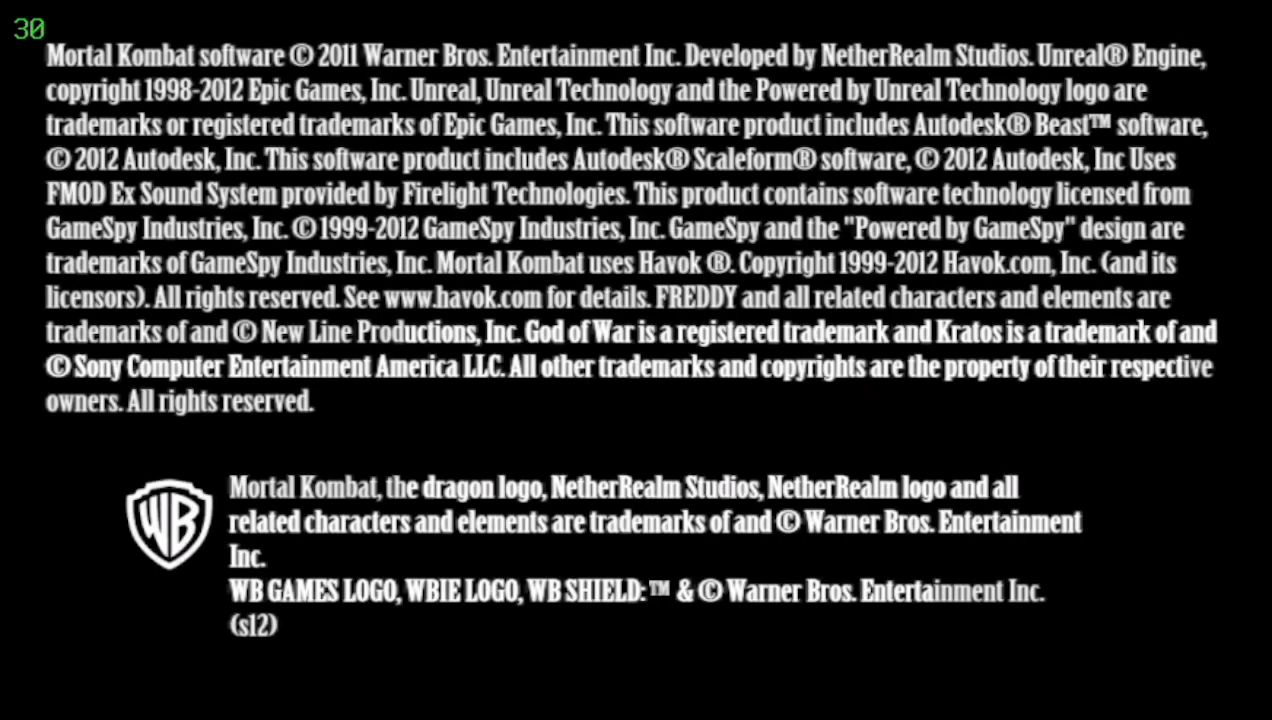 30
Mortal Kombat software © 2011 Warner Bros. Entertainment Inc. Developed by NetherRealm Studios. Unreal® Engine,
copyright 1998-2012 Epic Games, Inc. Unreal, Unreal Technology and the Powered by Unreal Technology logo are
trademarks or registered trademarks of Epic Games, Inc. This software product includes Autodesk® Beast™ software,
© 2012 Autodesk, Inc. This software product includes Autodesk® Scaleform® software, © 2012 Autodesk, Inc Uses
FMOD Ex Sound System provided by Firelight Technologies. This product contains software technology licensed from
GameSpy Industries, Inc. © 1999-2012 GameSpy Industries, Inc. GameSpy and the "Powered by GameSpy" design are
trademarks of GameSpy Industries, Inc. Mortal Kombat uses Havok ®. Copyright 1999-2012 Havok.com, Inc. (and its
licensors). All rights reserved. See www.havok.com for details. FREDDY and all related characters and elements are
trademarks of and © New Line Productions, Inc. God of War is a registered trademark and Kratos is a trademark of and
© Sony Computer Entertainment America LLC. All other trademarks and copyrights are the property of their respective
owners. All rights reserved.
WB
Mortal Kombat, the dragon logo, NetherRealm Studios, NetherRealm logo and all
related characters and elements are trademarks of and © Warner Bros. Entertainment
Inc.
WB GAMES LOGO, WBIE LOGO, WB SHIELD: ™ & © Warner Bros. Entertainment Inc.
(s12)